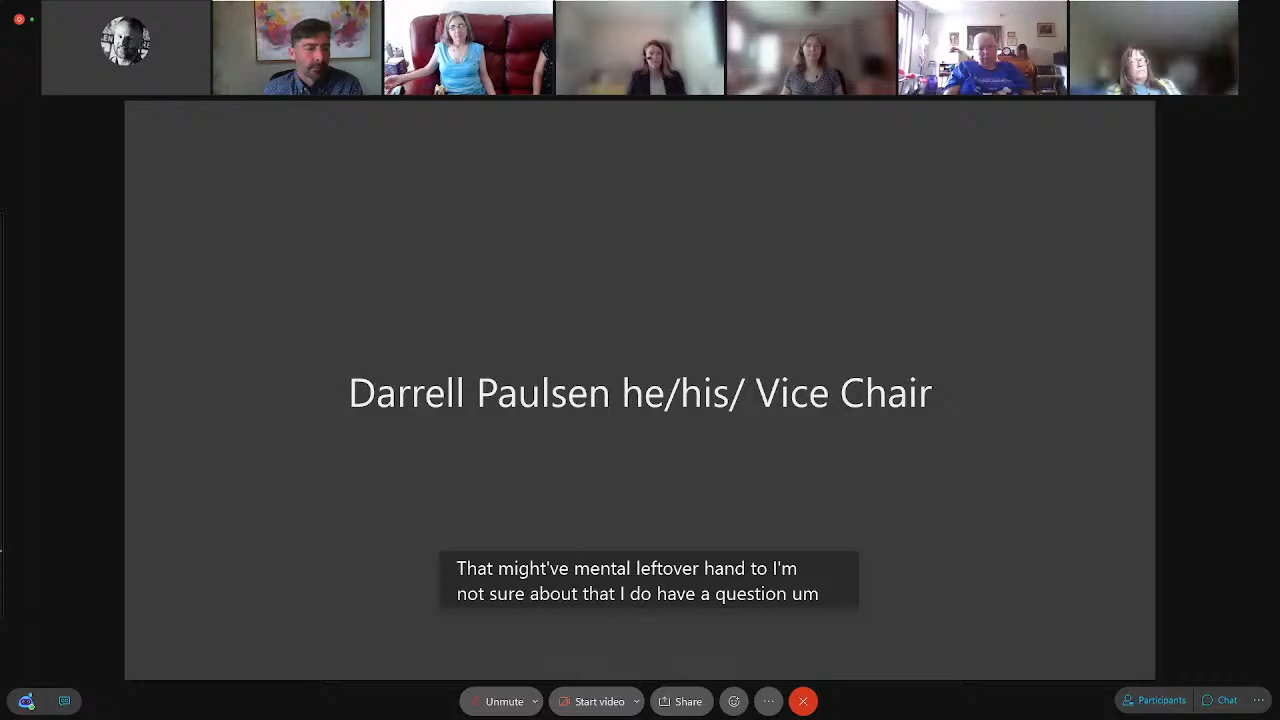 Darrell Paulsen he/his/ Vice Chair
That might've mental leftover hand to I'm
not sure about that I do have a question um
Unmute
Start video
Share
Participants
Chat